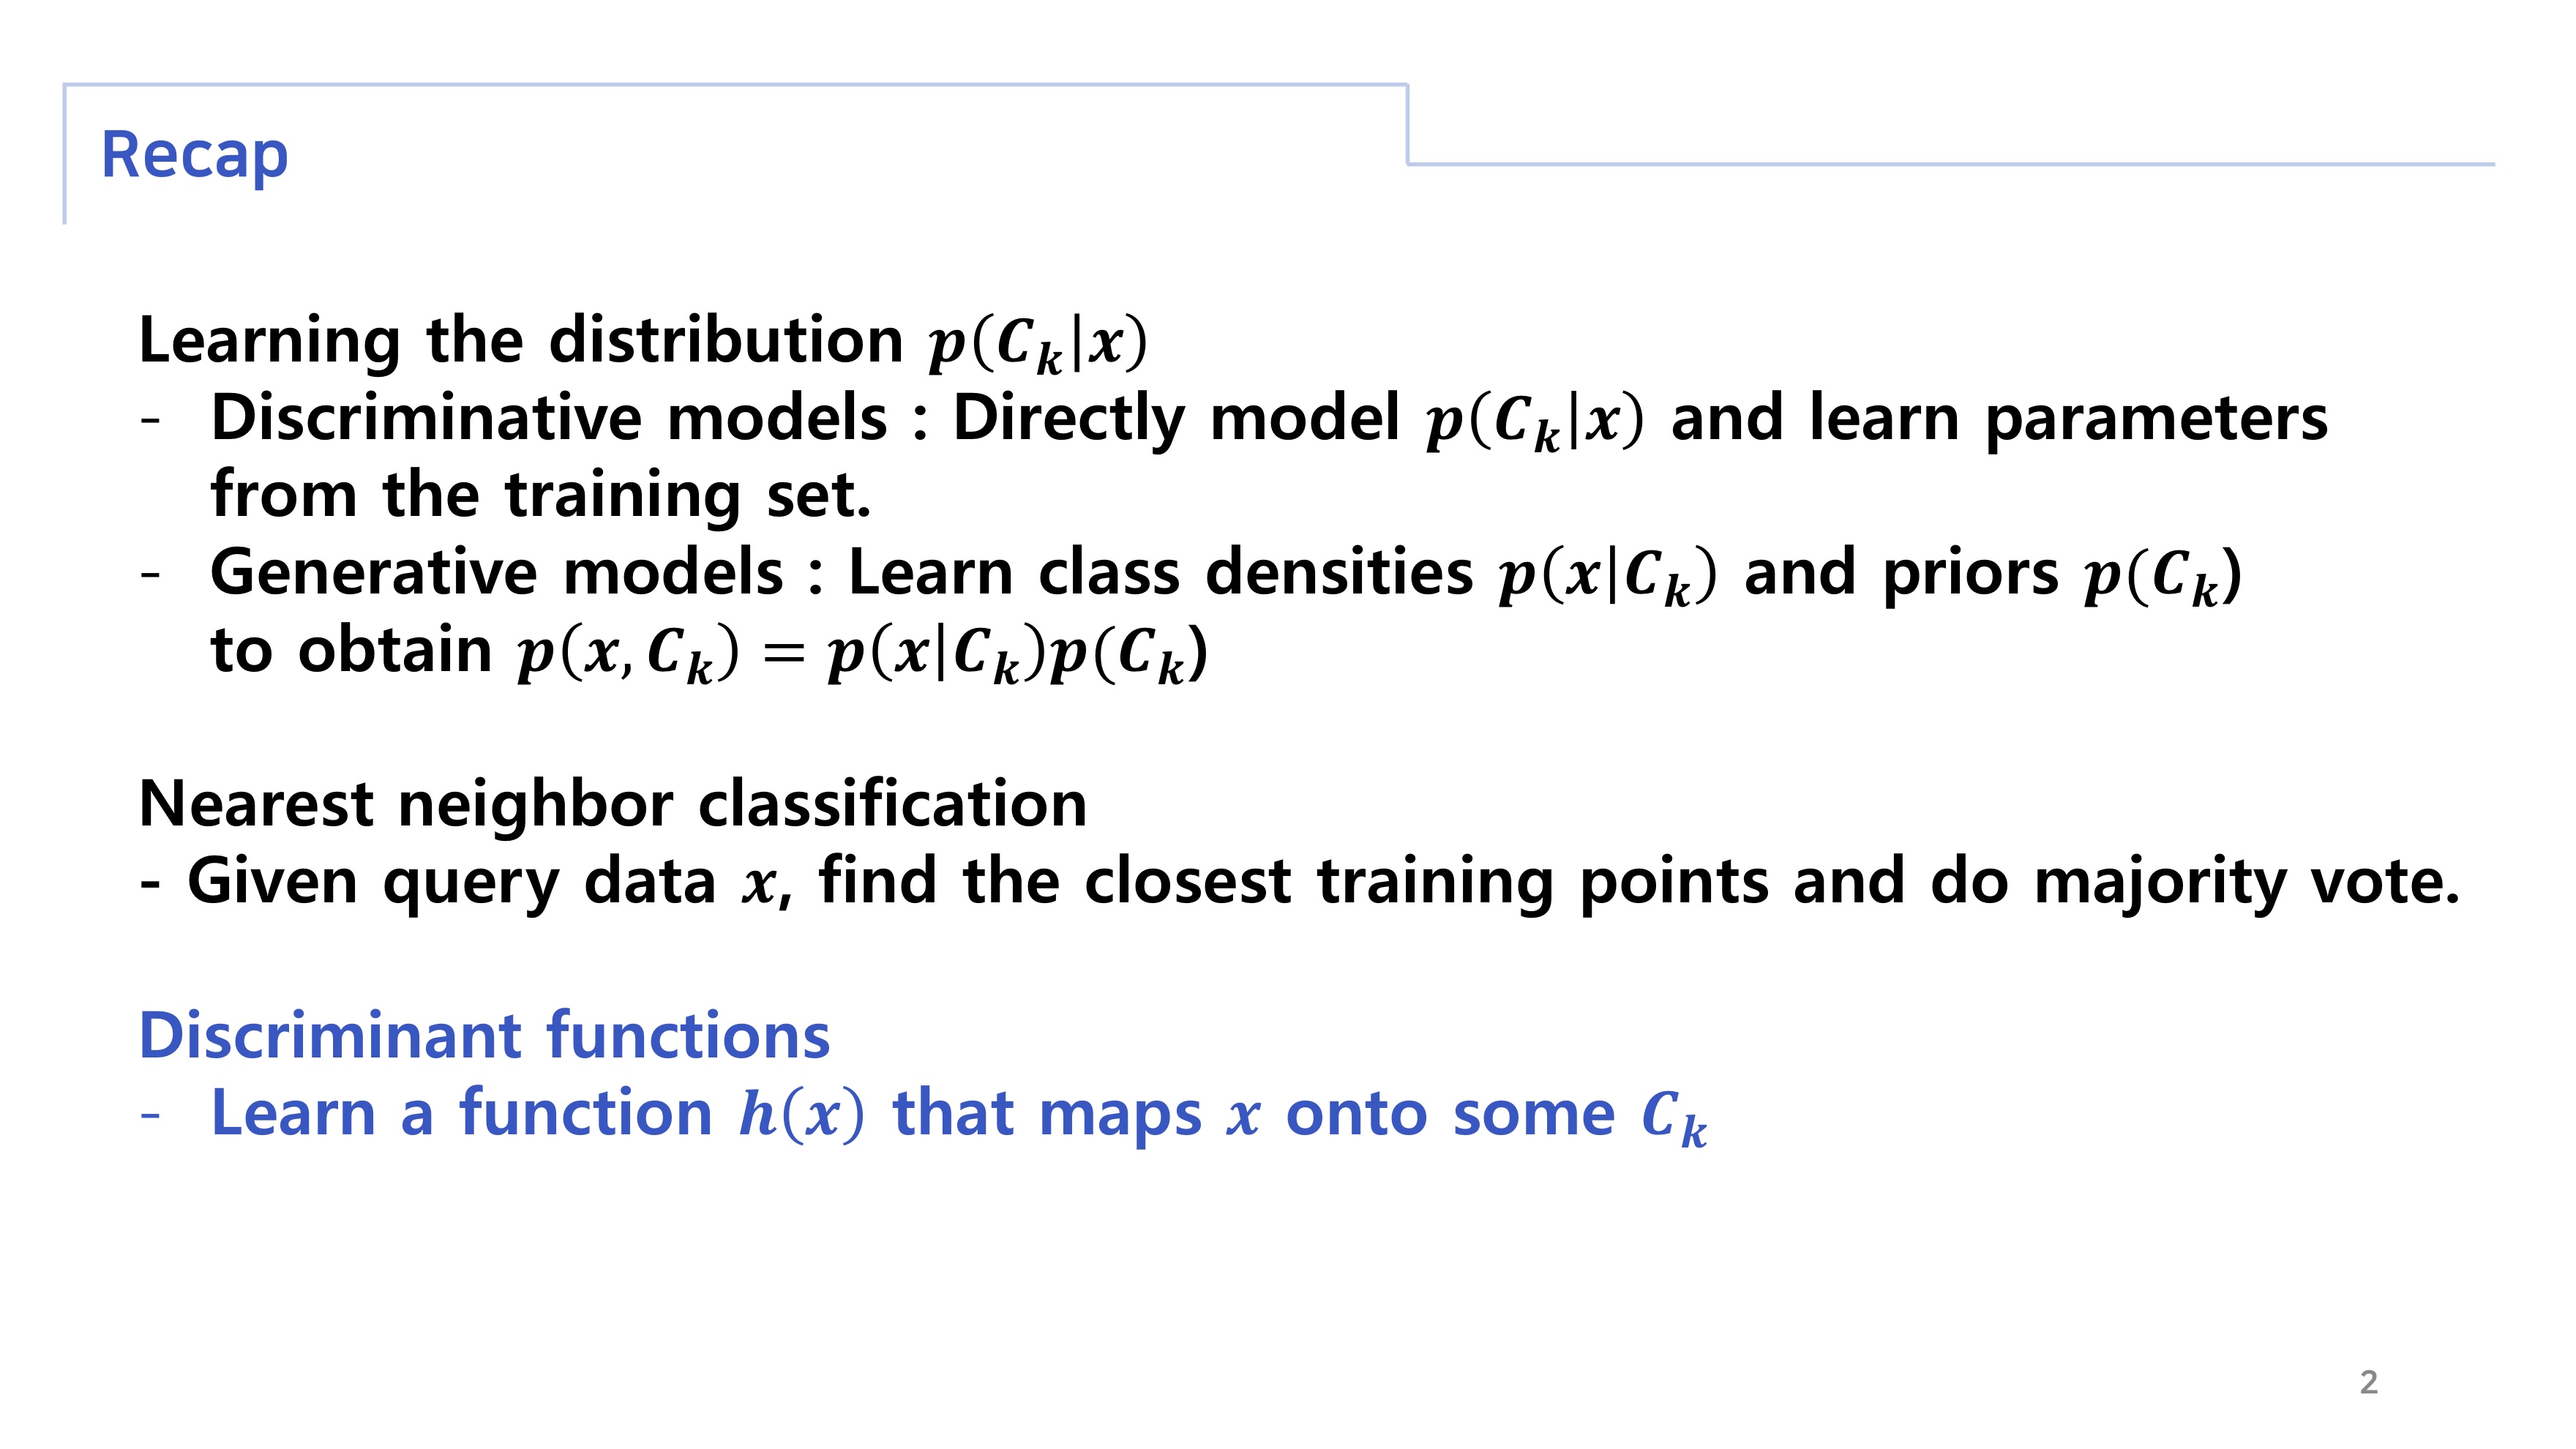 Recap
Learning the distribution p(C_k|x)
- Discriminative models : Directly model p(C_k|x) and learn parameters
from the training set.
- Generative models : Learn class densities p(x|C_k) and priors p(C_k)
to obtain p(x, C_k) = p(x|C_k)p(C_k)
Nearest neighbor classification
- Given query data x, find the closest training points and do majority vote.
Discriminant functions
- Learn a function h(x) that maps x onto some C_k
2